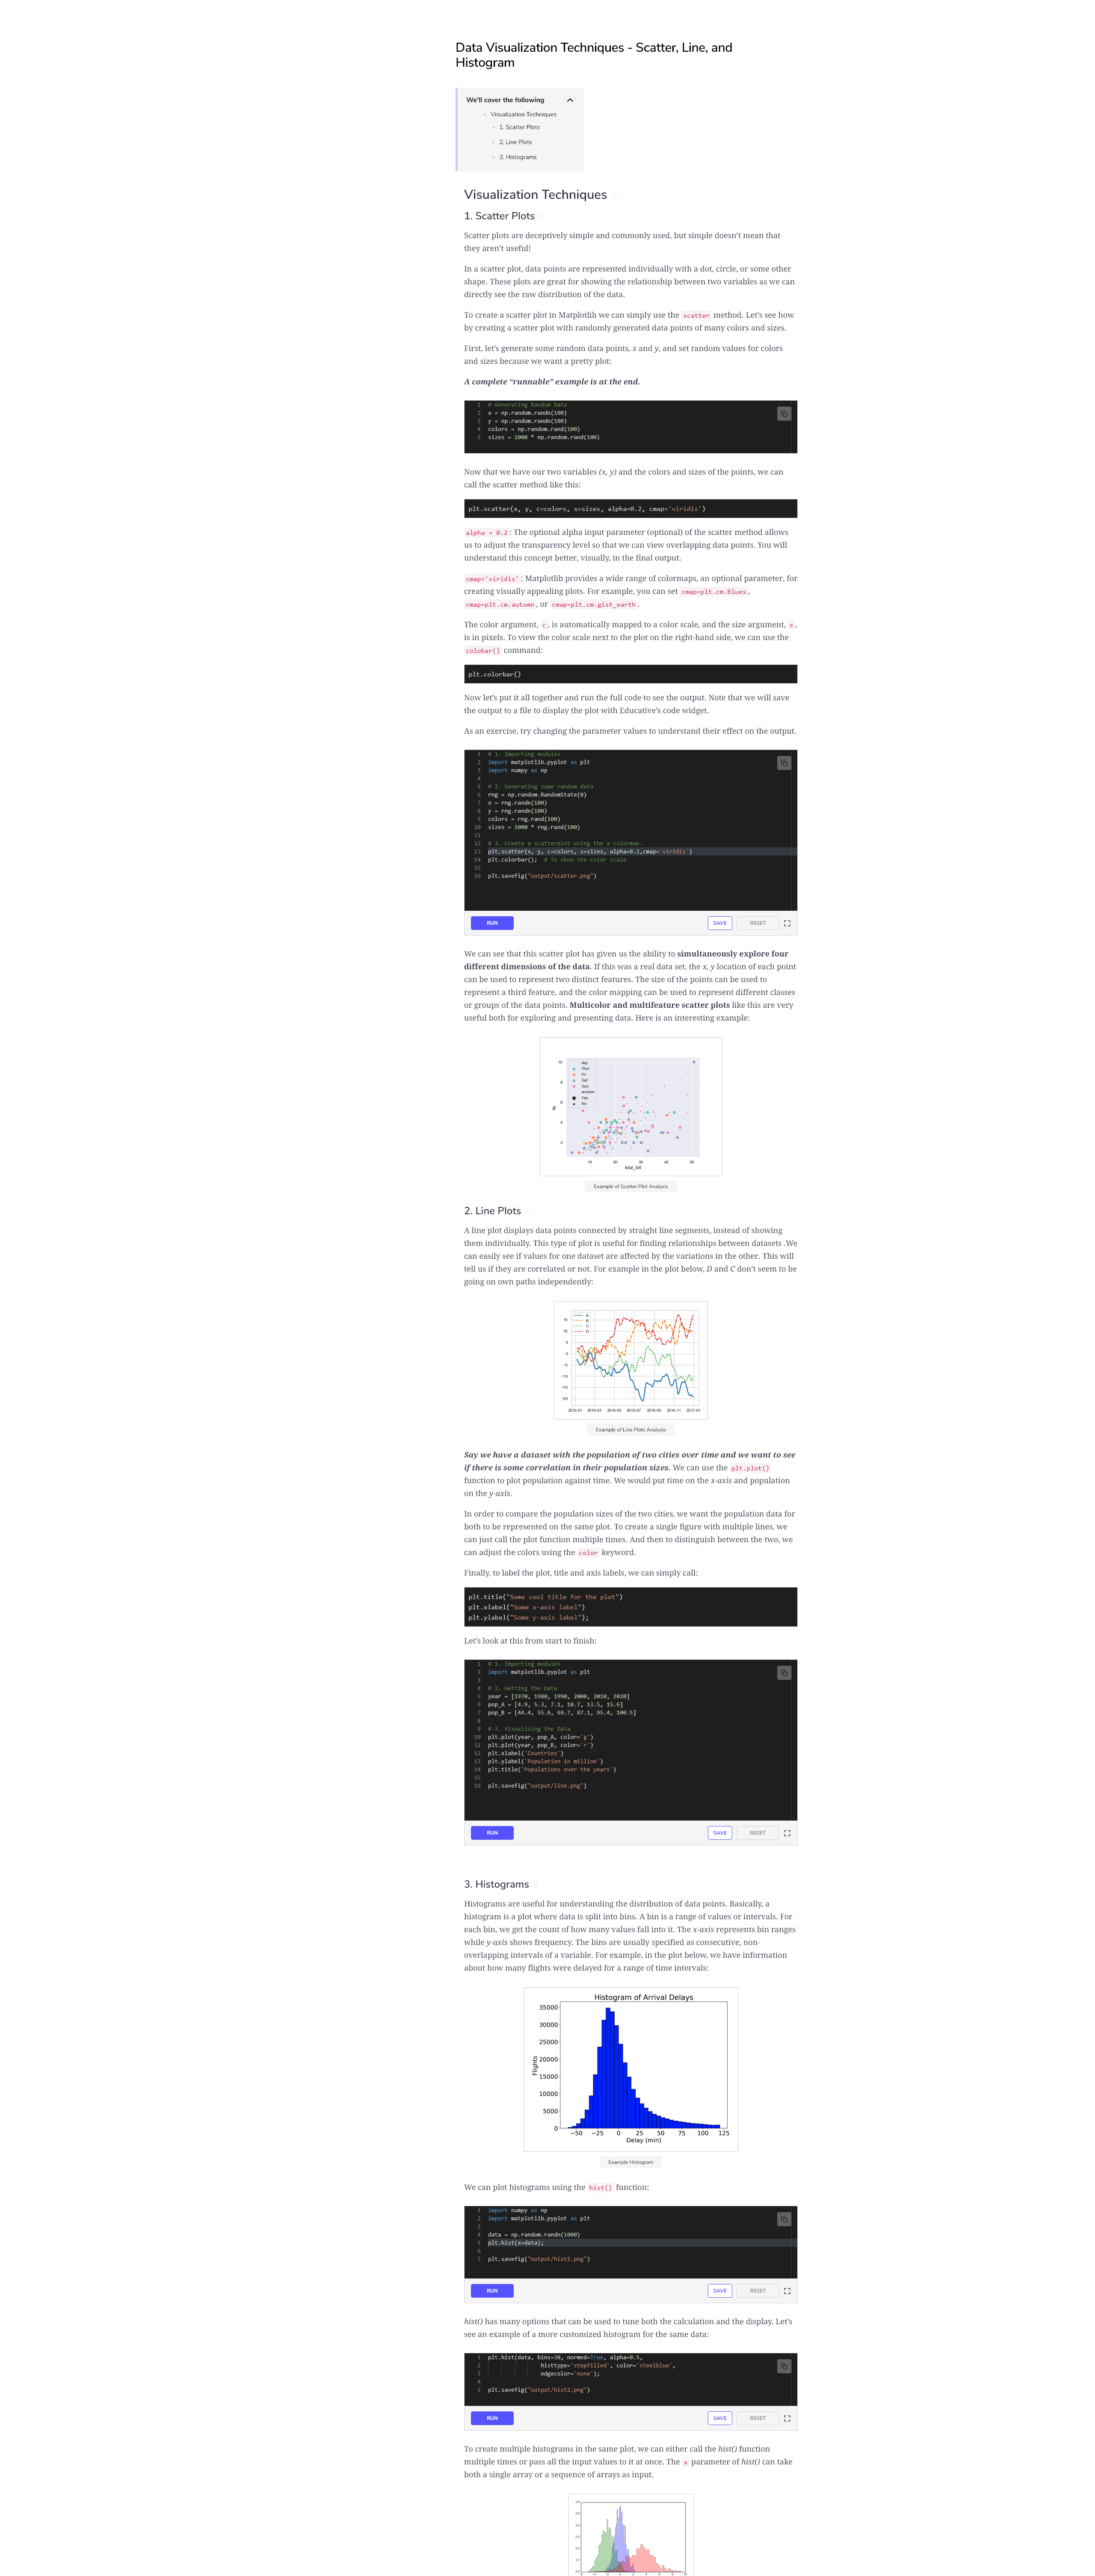 Data Visualization Techniques - Scatter, Line, and
Histogram
We'll cover the following
Visualization Techniques
1. Scatter Plots
2. Line Plots
3. Histograms
Visualization Techniques #
1. Scatter Plots #
Scatter plots are deceptively simple and commonly used, but simple doesn’t mean that
they aren’t useful!
In a scatter plot, data points are represented individually with a dot, circle, or some other
shape. These plots are great for showing the relationship between two variables as we can
directly see the raw distribution of the data.
To create a scatter plot in Matplotlib we can simply use the scatter method. Let’s see how
by creating a scatter plot with randomly generated data points of many colors and sizes.
First, let’s generate some random data points, x and y, and set random values for colors
and sizes because we want a pretty plot:
A complete “runnable” example is at the end.
1 # Generating Random Data
2 x = np.random.randn(100)
3 y = np.random.randn(100)
4 colors = np.random.rand(100)
5 sizes = 1000 * np.random.rand(100)
Now that we have our two variables (x, y) and the colors and sizes of the points, we can
call the scatter method like this:
plt.scatter(x, y, c=colors, s=sizes, alpha=0.2, cmap='viridis')
alpha = 0.2: The optional alpha input parameter (optional) of the scatter method allows
us to adjust the transparency level so that we can view overlapping data points. You will
understand this concept better, visually, in the final output.
cmap='viridis': Matplotlib provides a wide range of colormaps, an optional parameter, for
creating visually appealing plots. For example, you can set cmap=plt.cm.Blues,
cmap=plt.cm.autumn, or cmap=plt.cm.gist_earth.
The color argument, c, is automatically mapped to a color scale, and the size argument, s,
is in pixels. To view the color scale next to the plot on the right-hand side, we can use the
colobar() command:
plt.colorbar()
Now let’s put it all together and run the full code to see the output. Note that we will save
the output to a file to display the plot with Educative’s code widget.
As an exercise, try changing the parameter values to understand their effect on the output.
1 # 1. Importing modules
2 import matplotlib.pyplot as plt
3 import numpy as np
4
5 # 2. Generating some random data
6 rng = np.random.RandomState(0)
7 x = rng.randn(100)
8 y = rng.randn(100)
9 colors = rng.rand(100)
10 sizes = 1000 * rng.rand(100)
11
12 # 3. Create a scatterplot using the a colormap.
13 plt.scatter(x, y, c=colors, s=sizes, alpha=0.2,cmap='viridis')
14 plt.colorbar(); # To show the color scale
15
16 plt.savefig("output/scatter.png")
RUN SAVE RESET
We can see that this scatter plot has given us the ability to simultaneously explore four
different dimensions of the data. If this was a real data set, the x, y location of each point
can be used to represent two distinct features. The size of the points can be used to
represent a third feature, and the color mapping can be used to represent different classes
or groups of the data points. Multicolor and multifeature scatter plots like this are very
useful both for exploring and presenting data. Here is an interesting example:
day
Thur
Fri
Sat
Sun
smoker
Yes
No
10
8
6
4
2
tip
10 20 30 40 50
total_bill
Example of Scatter Plot Analysis
2. Line Plots #
A line plot displays data points connected by straight line segments, instead of showing
them individually. This type of plot is useful for finding relationships between datasets .We
can easily see if values for one dataset are affected by the variations in the other. This will
tell us if they are correlated or not. For example in the plot below, D and C don’t seem to be
going on own paths independently:
A
B
C
D
15
10
5
0
−5
−10
−15
−20
2016-01 2016-03 2016-05 2016-07 2016-09 2016-11 2017-01
Example of Line Plots Analysis
Say we have a dataset with the population of two cities over time and we want to see
if there is some correlation in their population sizes. We can use the plt.plot()
function to plot population against time. We would put time on the x-axis and population
on the y-axis.
In order to compare the population sizes of the two cities, we want the population data for
both to be represented on the same plot. To create a single figure with multiple lines, we
can just call the plot function multiple times. And then to distinguish between the two, we
can adjust the colors using the color keyword.
Finally, to label the plot, title and axis labels, we can simply call:
plt.title("Some cool title for the plot")
plt.xlabel("Some x-axis label")
plt.ylabel("Some y-axis label");
Let’s look at this from start to finish:
1 # 1. Importing modules
2 import matplotlib.pyplot as plt
3
4 # 2. Getting the Data
5 year = [1970, 1980, 1990, 2000, 2010, 2020]
6 pop_A = [4.9, 5.3, 7.1, 10.7, 13.5, 15.6]
7 pop_B = [44.4, 55.6, 69.7, 87.1, 95.4, 100.5]
8
9 # 3. Visualising the Data
10 plt.plot(year, pop_A, color='g')
11 plt.plot(year, pop_B, color='r')
12 plt.xlabel('Countries')
13 plt.ylabel('Population in million')
14 plt.title('Populations over the years')
15
16 plt.savefig("output/line.png")
RUN SAVE RESET
3. Histograms #
Histograms are useful for understanding the distribution of data points. Basically, a
histogram is a plot where data is split into bins. A bin is a range of values or intervals. For
each bin, we get the count of how many values fall into it. The x-axis represents bin ranges
while y-axis shows frequency. The bins are usually specified as consecutive, non-
overlapping intervals of a variable. For example, in the plot below, we have information
about how many flights were delayed for a range of time intervals:
Histogram of Arrival Delays
35000
30000
25000
20000
15000
10000
5000
0
Flights
−50 −25 0 25 50 75 100 125
Delay (min)
Example Histogram
We can plot histograms using the hist() function:
1 import numpy as np
2 import matplotlib.pyplot as plt
3
4 data = np.random.randn(1000)
5 plt.hist(x=data);
6
7 plt.savefig("output/hist1.png")
RUN SAVE RESET
hist() has many options that can be used to tune both the calculation and the display. Let’s
see an example of a more customized histogram for the same data:
1 plt.hist(data, bins=30, normed=True, alpha=0.5,
2 histtype='stepfilled', color='steelblue',
3 edgecolor='none');
4
5 plt.savefig("output/hist2.png")
RUN SAVE RESET
To create multiple histograms in the same plot, we can either call the hist() function
multiple times or pass all the input values to it at once. The x parameter of hist() can take
both a single array or a sequence of arrays as input.